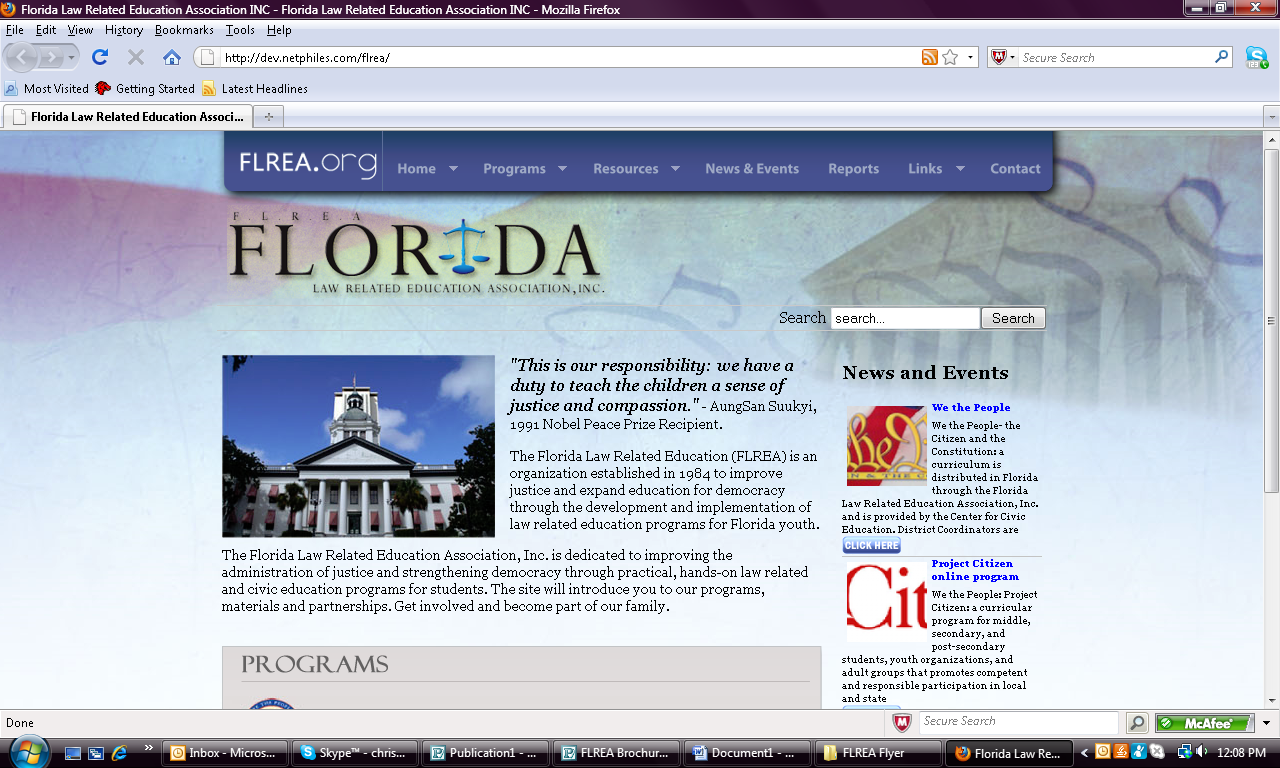 Florida Law Related Education Association INC - Florida Law Related Education Association INC - Mozilla Firefox
File Edit View History Bookmarks Tools Help
http://dev.netphiles.com/flrea/
Secure Search
Most Visited Getting Started Latest Headlines
Florida Law Related Education Associ...
FLREA.org Home Programs Resources News & Events Reports Links Contact
F.L.R.E.A
FLORIDA
LAW RELATED EDUCATION ASSOCIATION, INC.
Search search... Search
"This is our responsibility: we have a
duty to teach the children a sense of
justice and compassion." - AungSan Suukyi,
1991 Nobel Peace Prize Recipient.
The Florida Law Related Education (FLREA) is an
organization established in 1984 to improve
justice and expand education for democracy
through the development and implementation of
law related education programs for Florida youth.
The Florida Law Related Education Association, Inc. is dedicated to improving the
administration of justice and strengthening democracy through practical, hands-on law related
and civic education programs for students. The site will introduce you to our programs,
materials and partnerships. Get involved and become part of our family.
PROGRAMS
News and Events
We the People
We the People- the
Citizen and the
Constitution: a
curriculum is
distributed in Florida
through the Florida
Law Related Education Association, Inc.
and is provided by the Center for Civic
Education. District Coordinators are
CLICK HERE
Cit
Project Citizen
online program
We the People: Project
Citizen: a curricular
program for middle,
secondary, and
post-secondary
students, youth organizations, and
adult groups that promotes competent
and responsible participation in local
and state
Done Secure Search McAfee
Inbox - Micros... Skype™ - chris... Publication1 - ... FLREA Brochur... Document1 - ... FLREA Flyer Florida Law Re... 12:08 PM